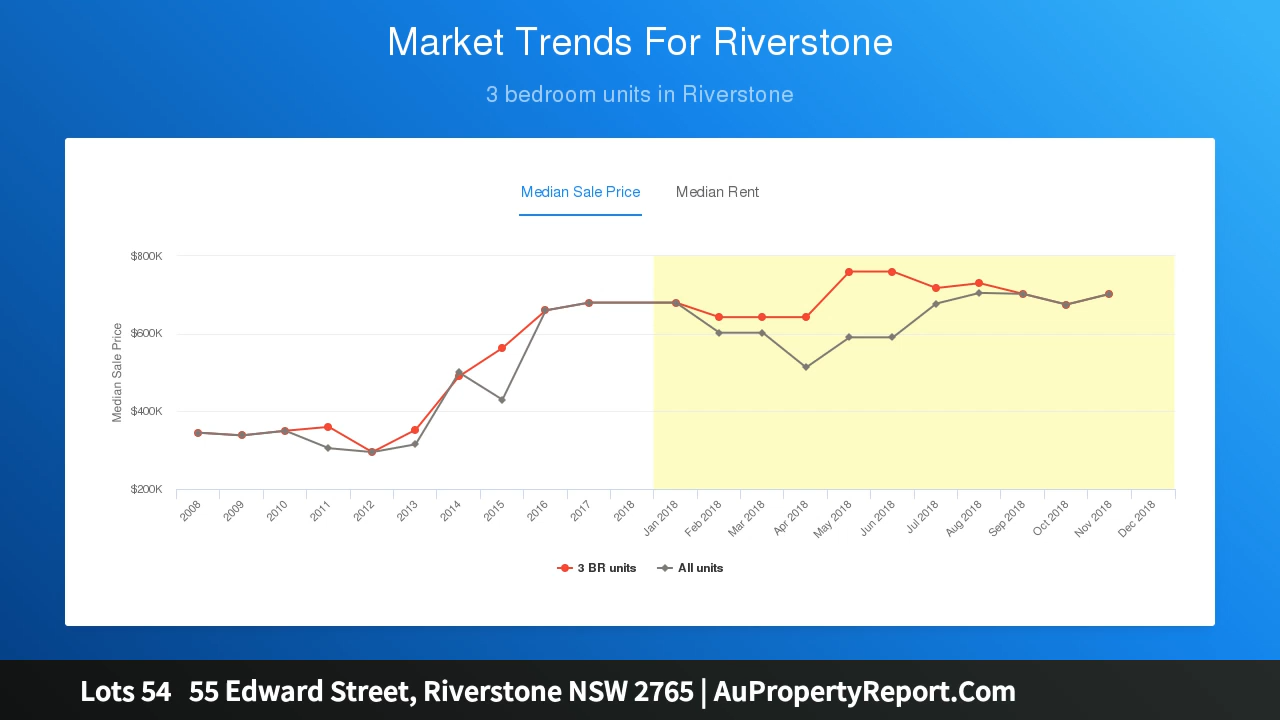 Market Trends For Riverstone
3 bedroom units in Riverstone
Median Sale Price
Median Rent
$800K
$600K
$400K
$200K
Median Sale Price
2008
2009
2010
2011
2012
2013
2014
2015
2016
2017
2018
Jan 2018
Feb 2018
Mar 2018
Apr 2018
May 2018
Jun 2018
Jul 2018
Aug 2018
Sep 2018
Oct 2018
Nov 2018
Dec 2018
3 BR units
All units
Lots 54 55 Edward Street, Riverstone NSW 2765 | AuPropertyReport.Com